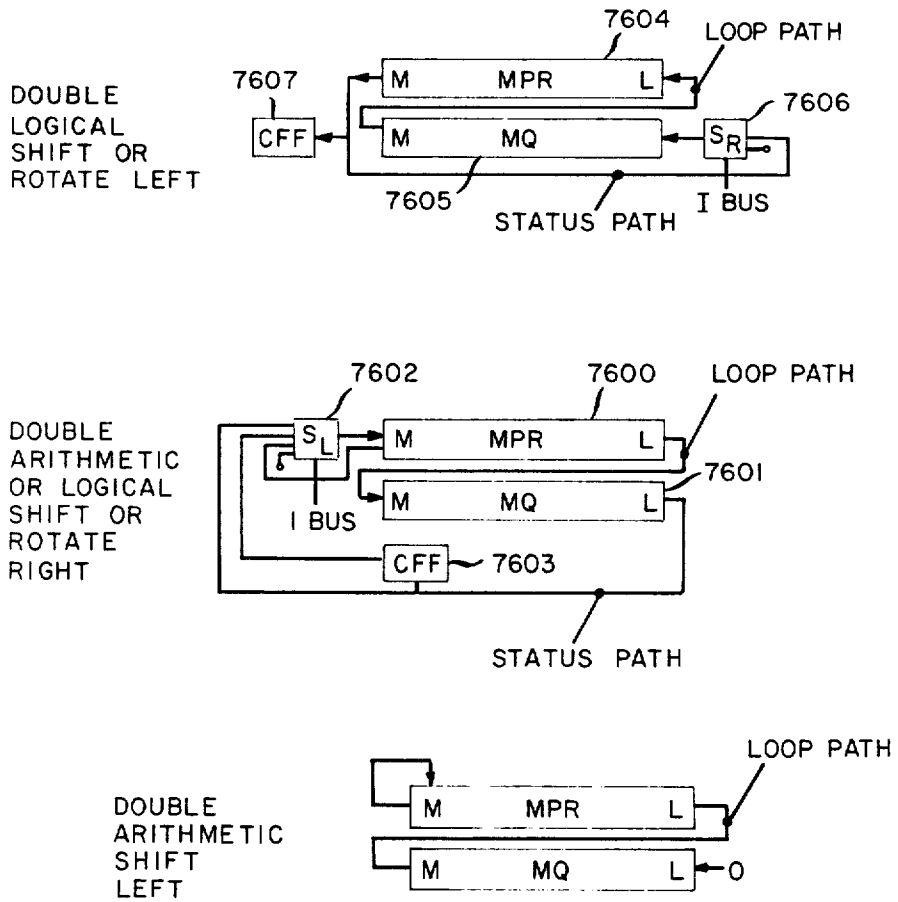 DOUBLE
LOGICAL
SHIFT OR
ROTATE LEFT
7604
LOOP PATH
7607
M MPR L
7606
CFF
M MQ
SR
7605
STATUS PATH
I BUS
DOUBLE
ARITHMETIC
OR LOGICAL
SHIFT OR
ROTATE
RIGHT
7602
7600
LOOP PATH
SL
M MPR L
7601
M MQ L
I BUS
CFF
7603
STATUS PATH
DOUBLE
ARITHMETIC
SHIFT
LEFT
LOOP PATH
M MPR L
M MQ L
0